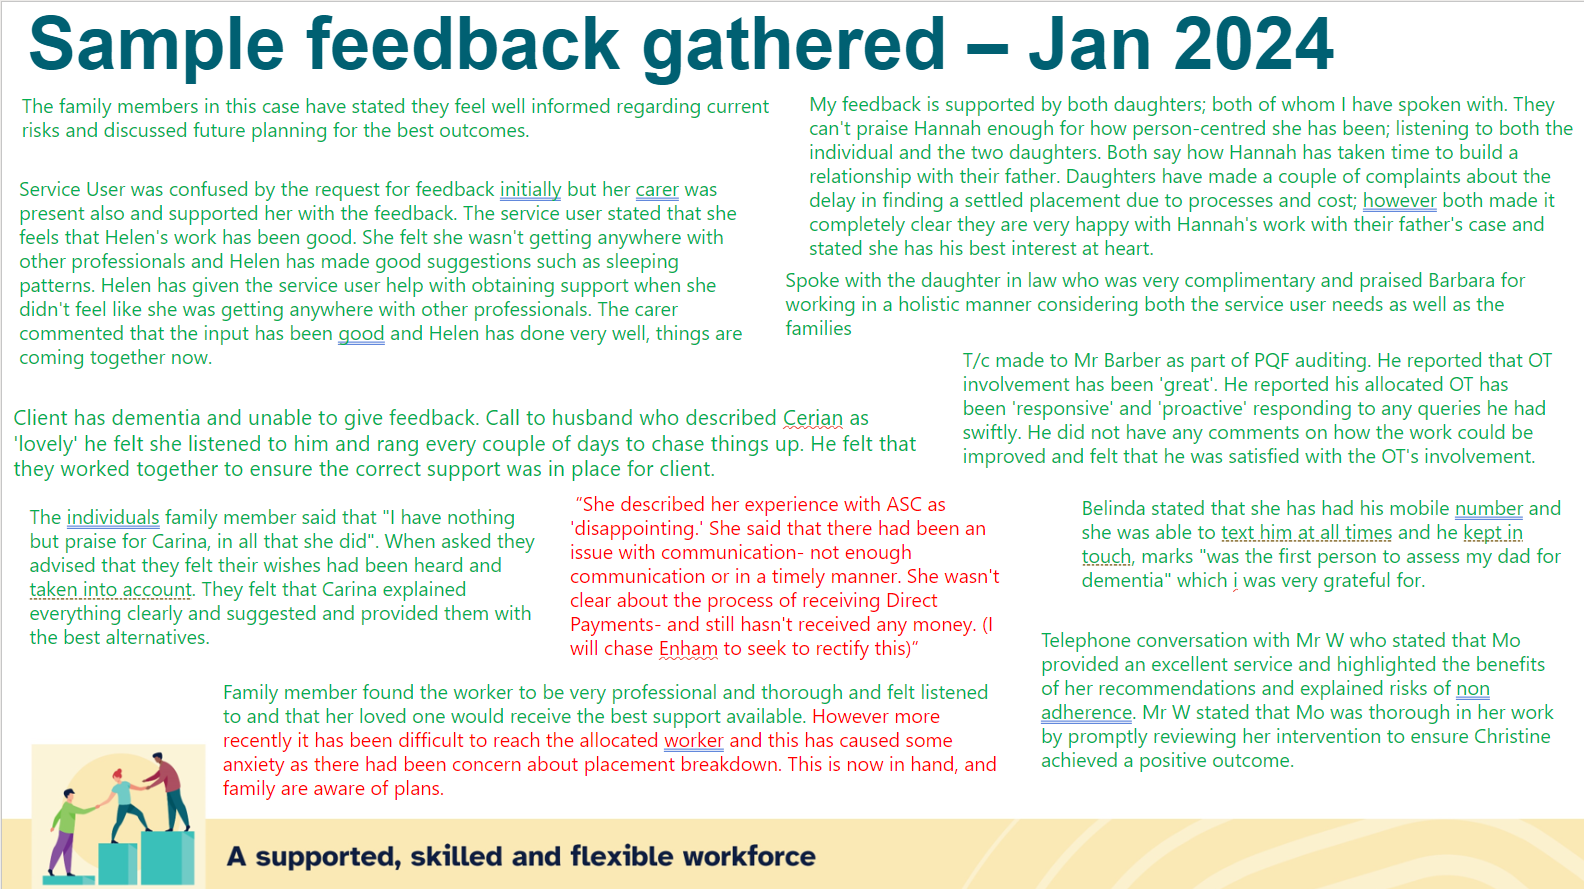 Sample feedback gathered – Jan 2024
The family members in this case have stated they feel well informed regarding current
risks and discussed future planning for the best outcomes.
Service User was confused by the request for feedback initially but her carer was
present also and supported her with the feedback. The service user stated that she
feels that Helen's work has been good. She felt she wasn't getting anywhere with
other professionals and Helen has made good suggestions such as sleeping
patterns. Helen has given the service user help with obtaining support when she
didn't feel like she was getting anywhere with other professionals. The carer
commented that the input has been good and Helen has done very well, things are
coming together now.
My feedback is supported by both daughters; both of whom I have spoken with. They
can't praise Hannah enough for how person-centred she has been; listening to both the
individual and the two daughters. Both say how Hannah has taken time to build a
relationship with their father. Daughters have made a couple of complaints about the
delay in finding a settled placement due to processes and cost; however both made it
completely clear they are very happy with Hannah's work with their father's case and
stated she has his best interest at heart.
Spoke with the daughter in law who was very complimentary and praised Barbara for
working in a holistic manner considering both the service user needs as well as the
families
T/c made to Mr Barber as part of PQF auditing. He reported that OT
involvement has been 'great'. He reported his allocated OT has
been 'responsive' and 'proactive' responding to any queries he had
swiftly. He did not have any comments on how the work could be
improved and felt that he was satisfied with the OT's involvement.
Client has dementia and unable to give feedback. Call to husband who described Cerian as
'lovely' he felt she listened to him and rang every couple of days to chase things up. He felt that
they worked together to ensure the correct support was in place for client.
The individuals family member said that "I have nothing
but praise for Carina, in all that she did". When asked they
advised that they felt their wishes had been heard and
taken into account. They felt that Carina explained
everything clearly and suggested and provided them with
the best alternatives.
“She described her experience with ASC as
'disappointing.' She said that there had been an
issue with communication- not enough
communication or in a timely manner. She wasn't
clear about the process of receiving Direct
Payments- and still hasn't received any money. (I
will chase Enham to seek to rectify this)”
Belinda stated that she has had his mobile number and
she was able to text him at all times and he kept in
touch, marks "was the first person to assess my dad for
dementia" which i was very grateful for.
Telephone conversation with Mr W who stated that Mo
provided an excellent service and highlighted the benefits
of her recommendations and explained risks of non
adherence. Mr W stated that Mo was thorough in her work
by promptly reviewing her intervention to ensure Christine
achieved a positive outcome.
Family member found the worker to be very professional and thorough and felt listened
to and that her loved one would receive the best support available. However more
recently it has been difficult to reach the allocated worker and this has caused some
anxiety as there had been concern about placement breakdown. This is now in hand, and
family are aware of plans.
A supported, skilled and flexible workforce